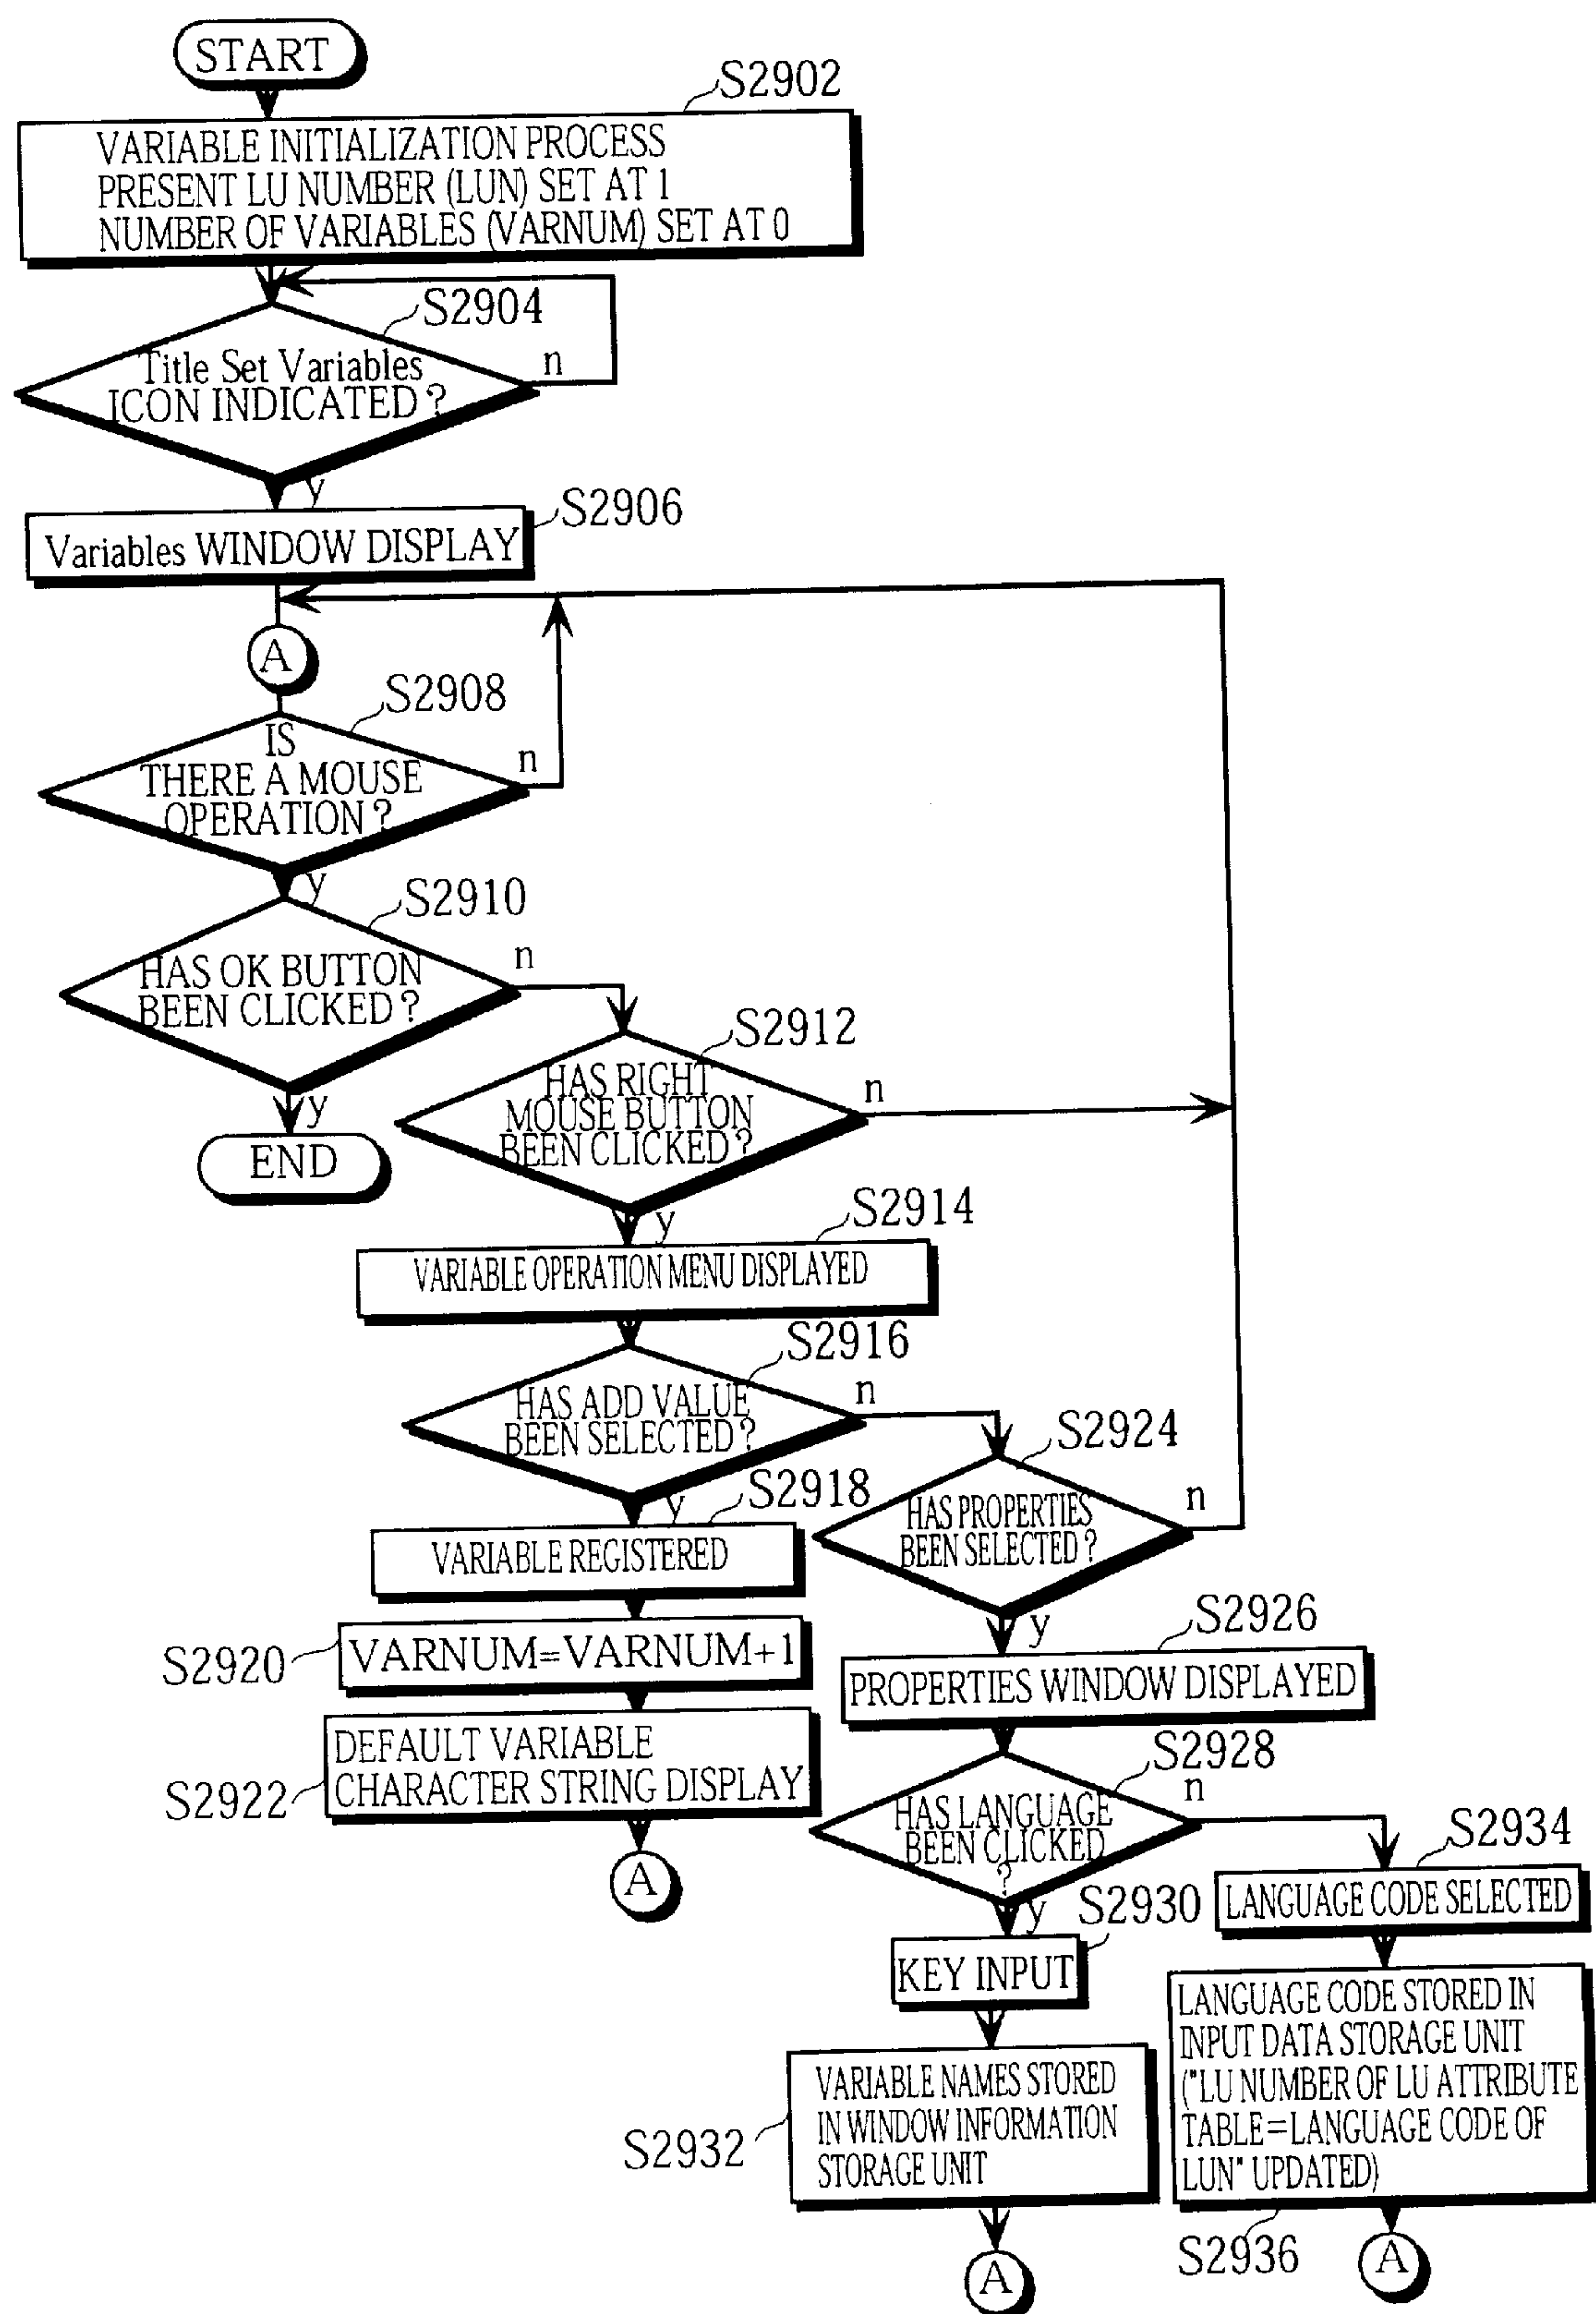 START
S2902
VARIABLE INITIALIZATION PROCESS
PRESENT LU NUMBER (LUN) SET AT 1
NUMBER OF VARIABLES (VARNUM) SET AT 0
S2904
Title Set Variables
ICON INDICATED?
n
y
S2906
Variables WINDOW DISPLAY
A
S2908
IS
THERE A MOUSE
OPERATION?
n
y
S2910
HAS OK BUTTON
BEEN CLICKED?
n
y
END
S2912
HAS RIGHT
MOUSE BUTTON
BEEN CLICKED?
n
y
S2914
VARIABLE OPERATION MENU DISPLAYED
S2916
HAS ADD VALUE
BEEN SELECTED?
n
y
S2918
VARIABLE REGISTERED
S2920
VARNUM=VARNUM+1
S2922
DEFAULT VARIABLE
CHARACTER STRING DISPLAY
A
S2924
HAS PROPERTIES
BEEN SELECTED?
n
y
S2926
PROPERTIES WINDOW DISPLAYED
S2928
HAS LANGUAGE
BEEN CLICKED
?
n
y
S2930
KEY INPUT
S2932
VARIABLE NAMES STORED
IN WINDOW INFORMATION
STORAGE UNIT
A
S2934
LANGUAGE CODE SELECTED
LANGUAGE CODE STORED IN
INPUT DATA STORAGE UNIT
("LU NUMBER OF LU ATTRIBUTE
TABLE=LANGUAGE CODE OF
LUN" UPDATED)
S2936
A